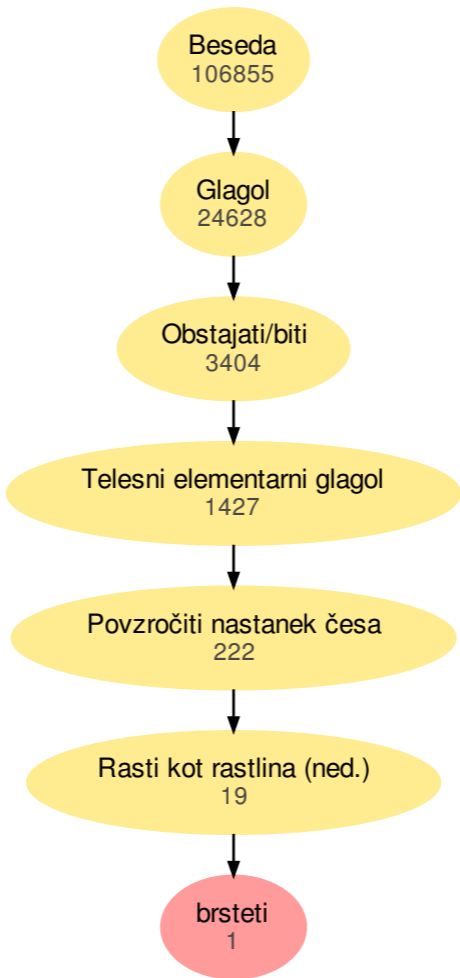 Beseda
106855
Glagol
24628
Obstajati/biti
3404
Telesni elementarni glagol
1427
Povzročiti nastanek česa
222
Rasti kot rastlina (ned.)
19
brsteti
1